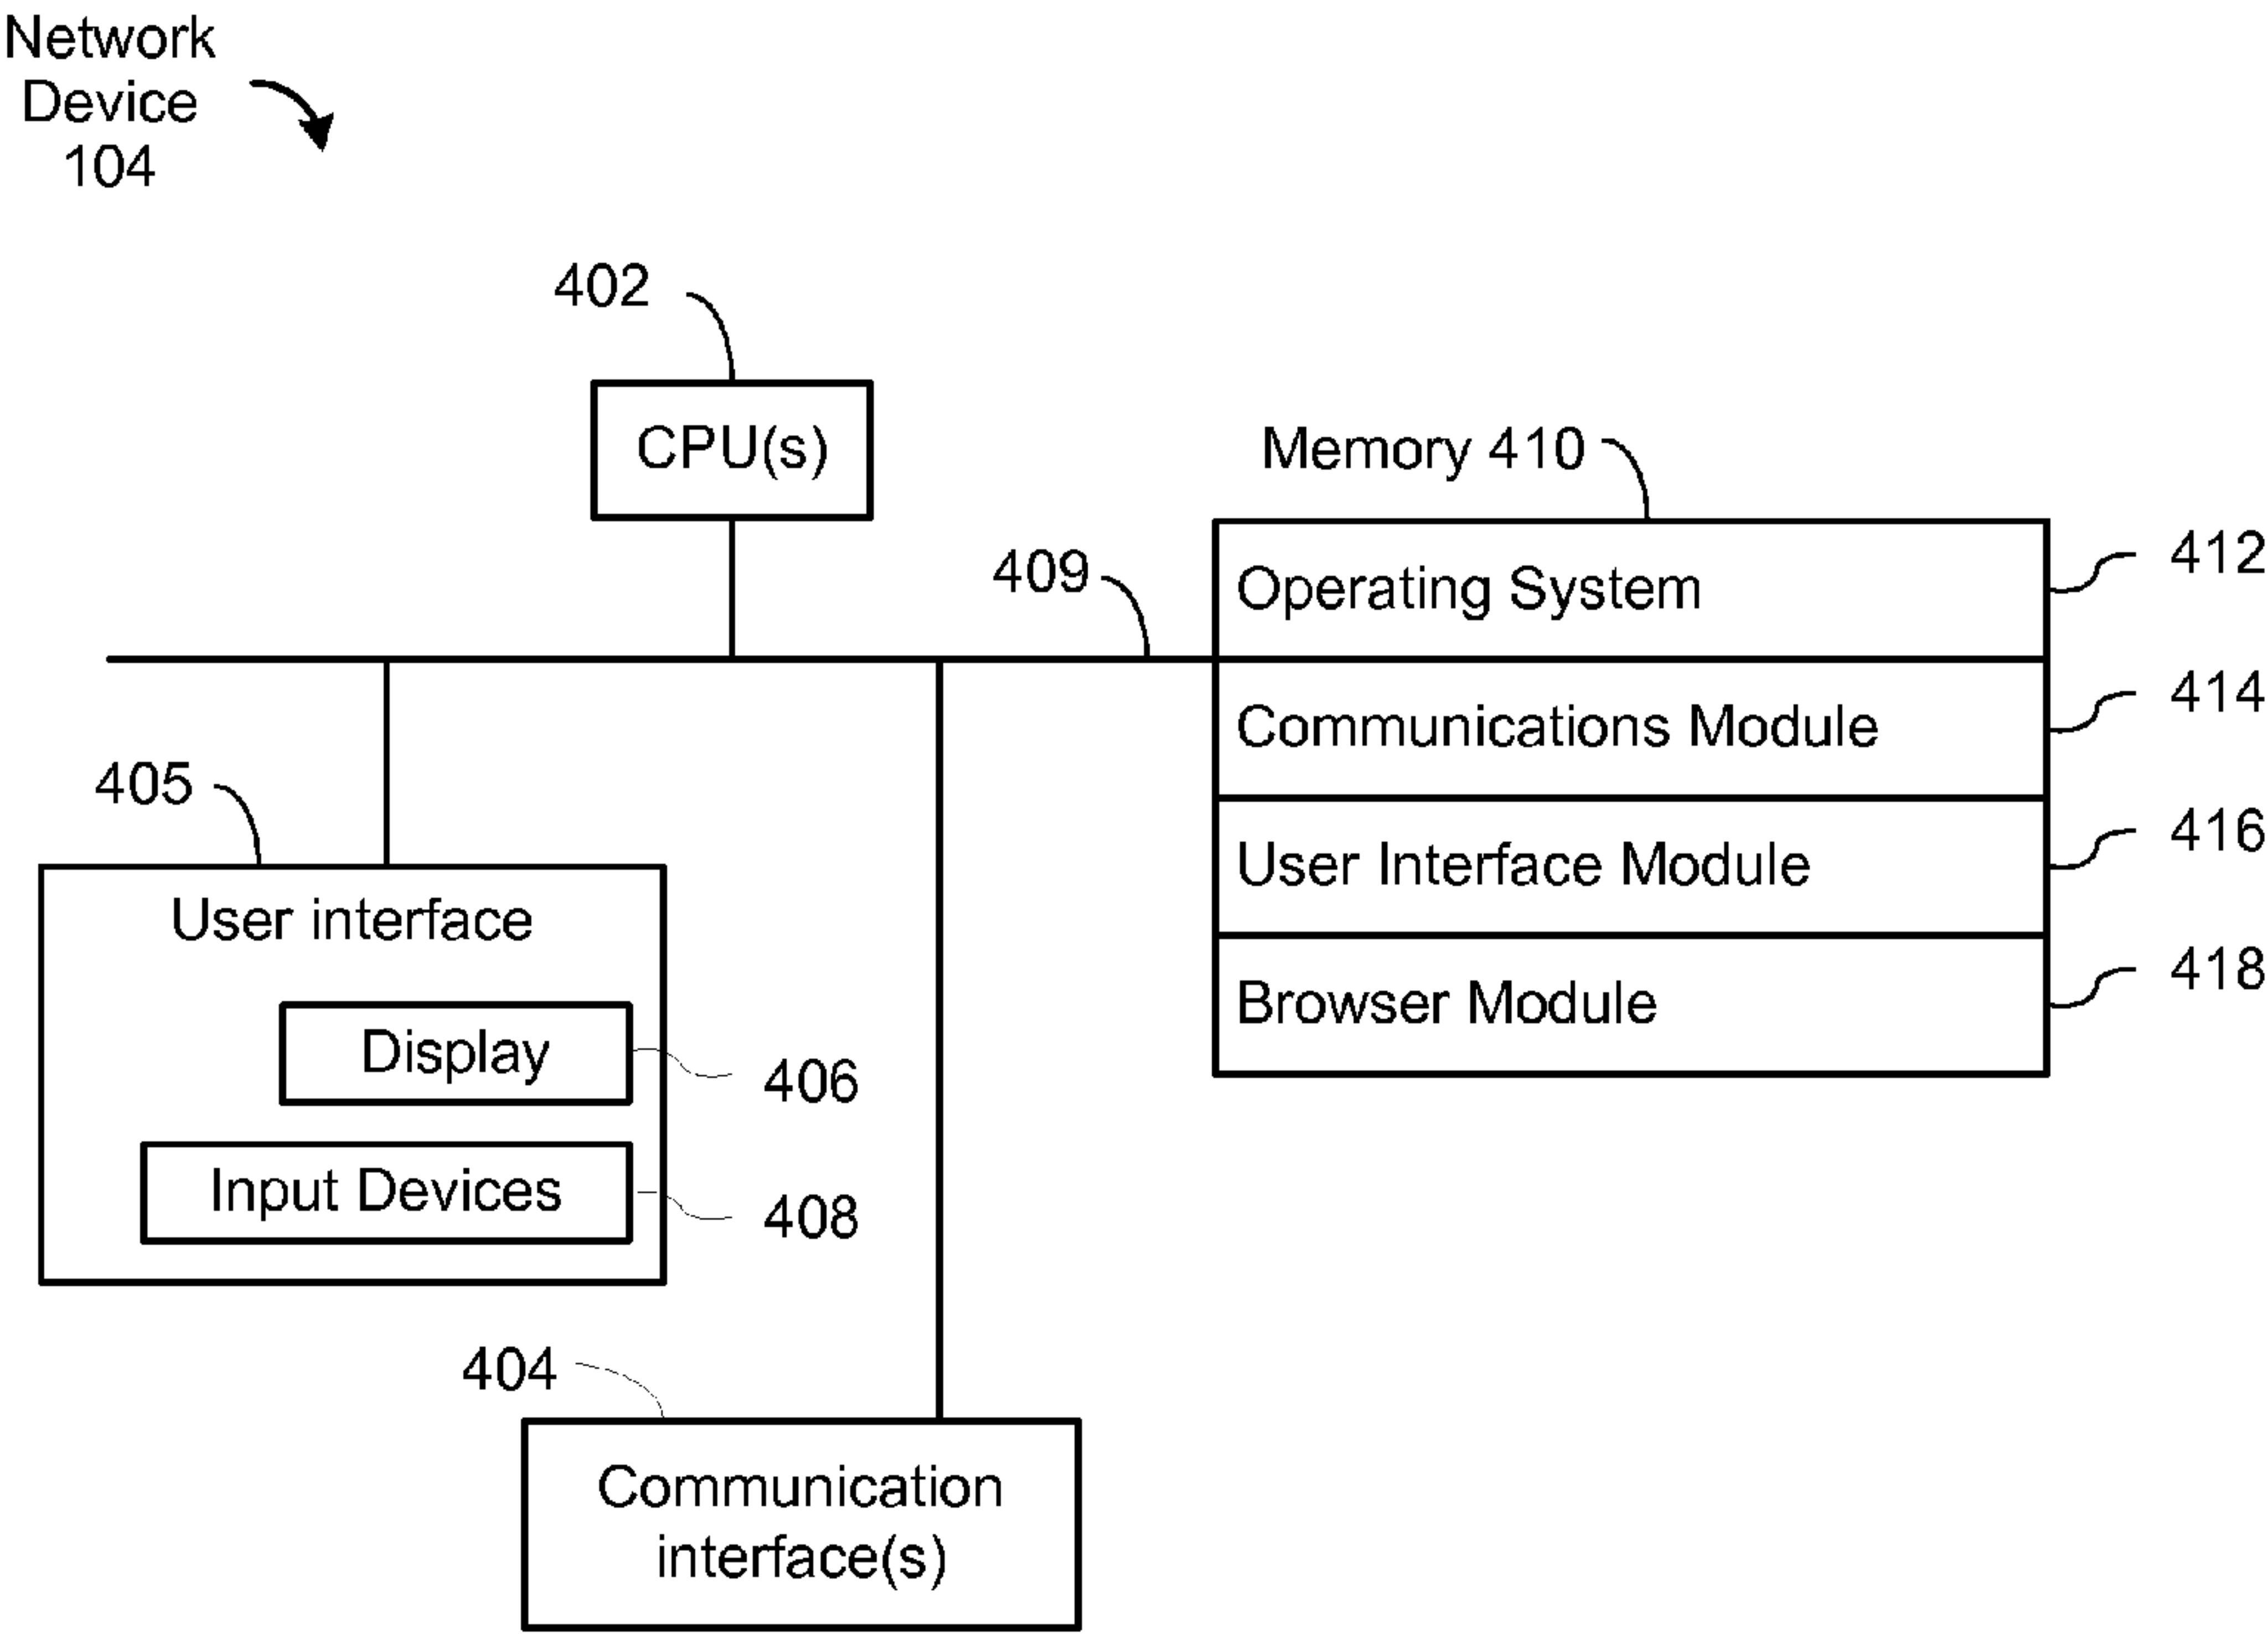 Network
Device
104
402
CPU(s)
Memory 410
409
Operating System
412
Communications Module
414
User Interface Module
416
Browser Module
418
405
User interface
Display
406
Input Devices
408
404
Communication
interface(s)